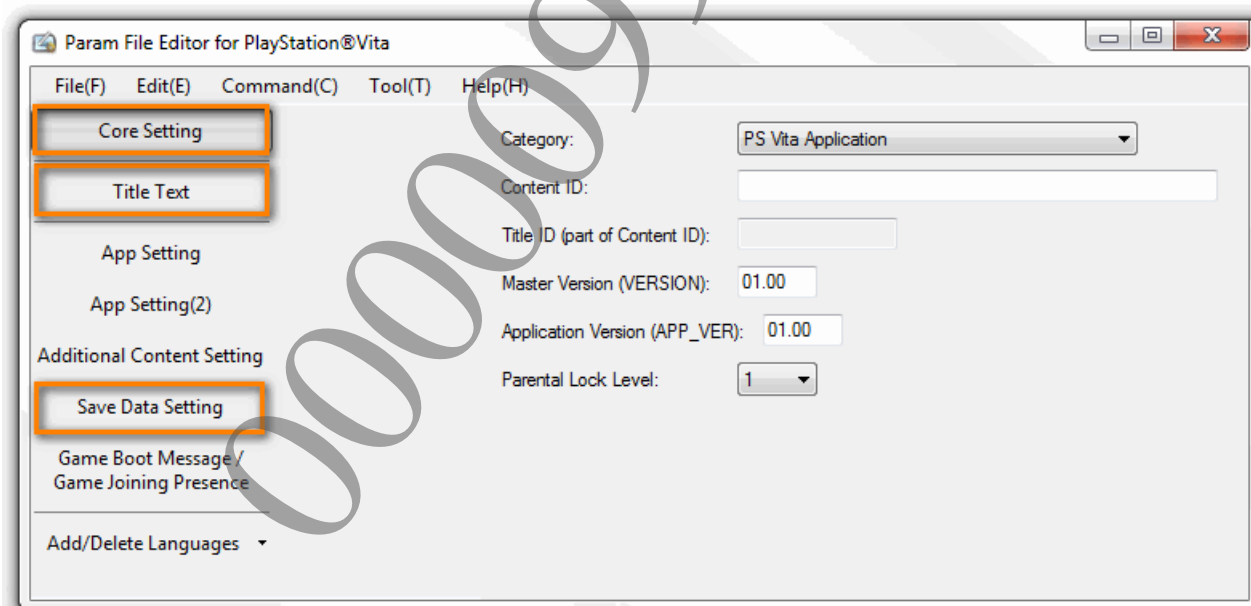 Param File Editor for PlayStation®Vita
File(F) Edit(E) Command(C) Tool(T) Help(H)
Core Setting
Title Text
App Setting
App Setting(2)
Additional Content Setting
Save Data Setting
Game Boot Message /
Game Joining Presence
Add/Delete Languages
Category: PS Vita Application
Content ID:
Title ID (part of Content ID):
Master Version (VERSION): 01.00
Application Version (APP_VER): 01.00
Parental Lock Level: 1